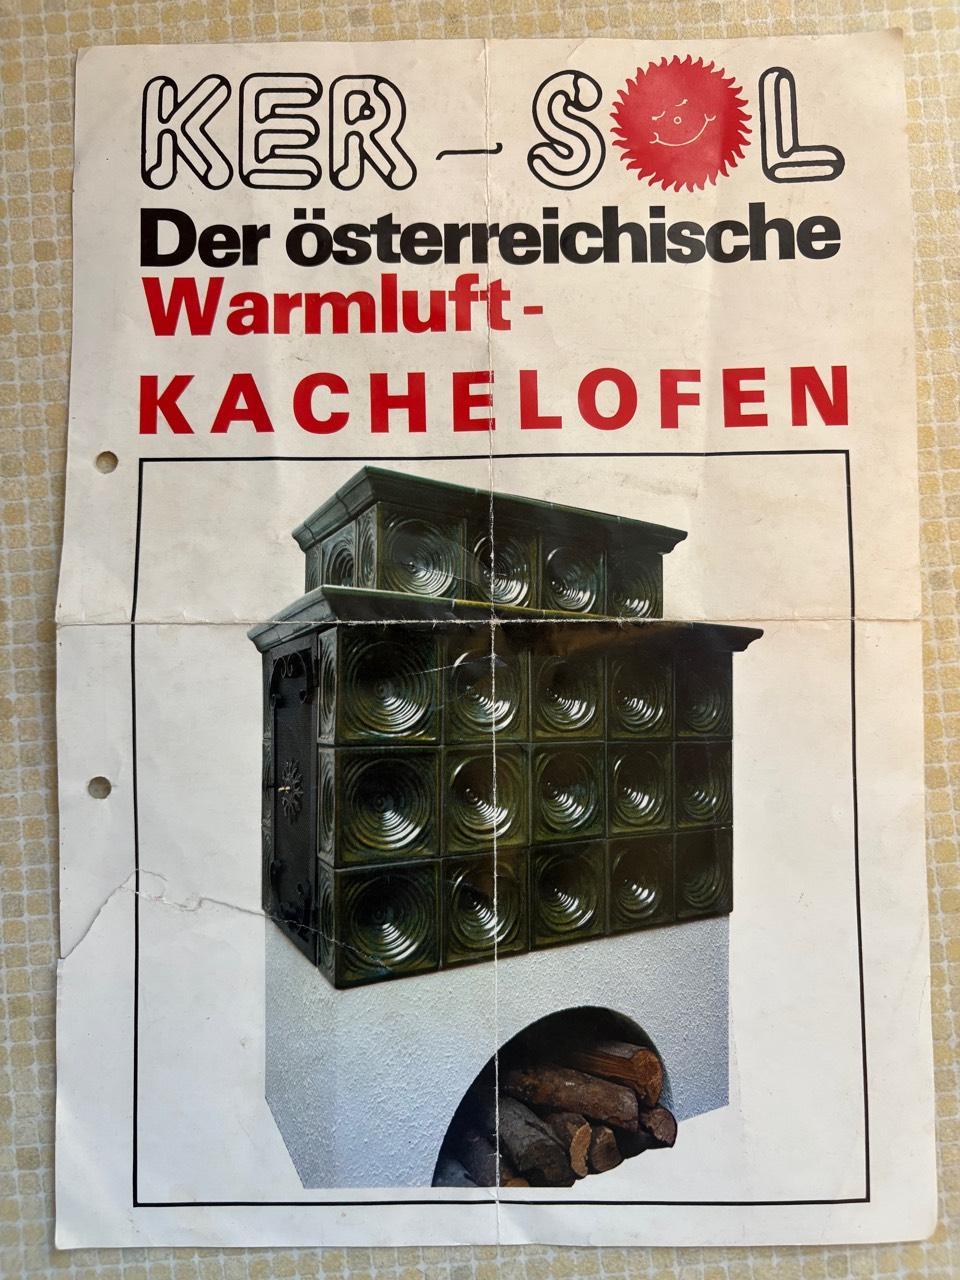 KER-SOL
Der österreichische
Warmluft-
KACHELOFEN